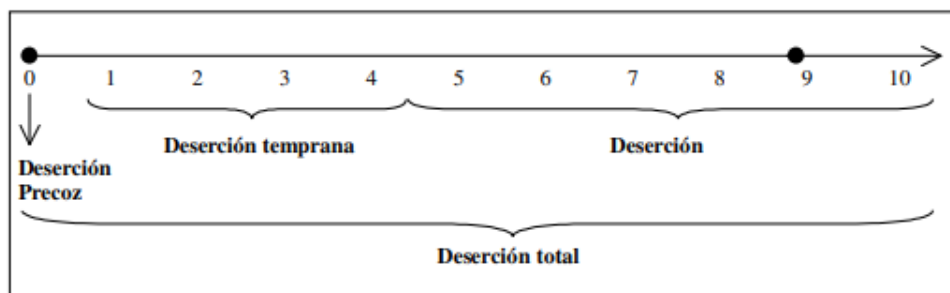 0 1 2 3 4 5 6 7 8 9 10
Deserción temprana Deserción
Deserción
Precoz
Deserción total